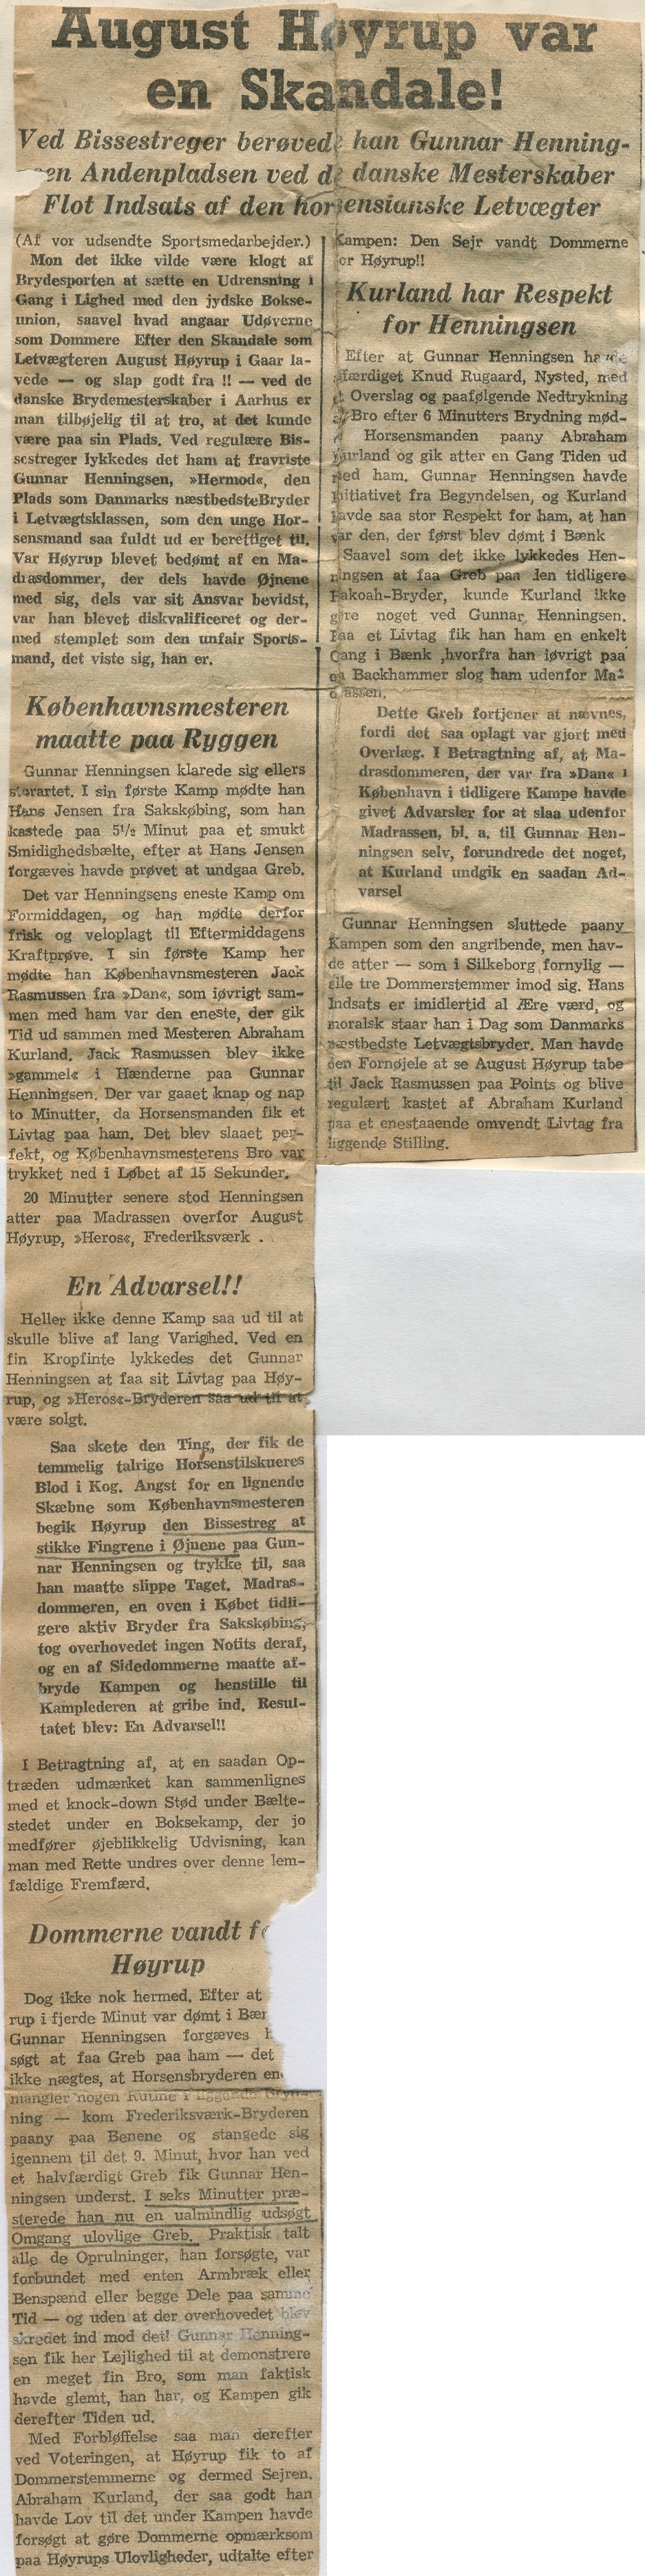 August Høyrup var
en Skandale!
Ved Bissestreger berøvede han Gunnar Henning-
en Andenpladsen ved de danske Mesterskaber
Flot Indsats af den horsensianske Letvægter
(Af vor udsendte Sportsmedarbejder.)
Mon det ikke vilde være klogt af
Brydesporten at sætte en Udrensning i
Gang i Lighed med den jydske Bokse-
union, saavel hvad angaar Udøverne
som Dommere Efter den Skandale som
Letvægteren August Høyrup i Gaar la-
vede — og slap godt fra !! — ved de
danske Brydemesterskaber i Aarhus er
man tilbøjelig til at tro, at det kunde
være paa sin Plads. Ved regulære Bis-
sestreger lykkedes det ham at fravriste
Gunnar Henningsen, »Hermod«, den
Plads som Danmarks næstbedsteBryder
i Letvægtsklassen, som den unge Hor-
sensmand saa fuldt ud er berettiget til.
Var Høyrup blevet bedømt af en Ma-
drasdommer, der dels havde Øjnene
med sig, dels var sit Ansvar bevidst,
var han blevet diskvalificeret og der-
med stemplet som den unfair Sports-
mand, det viste sig, han er.
Københavnsmesteren
maatte paa Ryggen
Gunnar Henningsen klarede sig ellers
storartet. I sin første Kamp mødte han
Hans Jensen fra Sakskøbing, som han
kastede paa 5½ Minut paa et smukt
Smidighedsbælte, efter at Hans Jensen
forgæves havde prøvet at undgaa Greb.
Det var Henningsens eneste Kamp om
Formiddagen, og han mødte derfor
frisk og veloplagt til Eftermiddagens
Kraftprøve. I sin første Kamp her
mødte han Københavnsmesteren Jack
Rasmussen fra »Dan«, som iøvrigt sam-
men med ham var den eneste, der gik
Tid ud sammen med Mesteren Abraham
Kurland. Jack Rasmussen blev ikke
»gammel« i Hænderne paa Gunnar
Henningsen. Der var gaaet knap og nap
to Minutter, da Horsensmanden fik et
Livtag paa ham. Det blev slaaet per-
fekt, og Københavnsmesterens Bro var
trykket ned i Løbet af 15 Sekunder.
20 Minutter senere stod Henningsen
atter paa Madrassen overfor August
Høyrup, »Heros«, Frederiksværk .
En Advarsel!!
Heller ikke denne Kamp saa ud til at
skulle blive af lang Varighed. Ved en
fin Kropfinte lykkedes det Gunnar
Henningsen at faa sit Livtag paa Høy-
rup, og »Heros«-Bryderen saa ud til at
være solgt.
Saa skete den Ting, der fik de
temmelig talrige Horsenstilskueres
Blod i Kog. Angst for en lignende
Skæbne som Københavnsmesteren
begik Høyrup den Bissestreg at
stikke Fingrene i Øjnene paa Gun-
nar Henningsen og trykke til, saa
han maatte slippe Taget. Madras-
dommeren, en oven i Købet tidli-
gere aktiv Bryder fra Sakskøbing,
tog overhovedet ingen Notits deraf,
og en af Sidedommerne maatte af-
bryde Kampen og henstille til
Kamplederen at gribe ind. Resul-
tatet blev: En Advarsel!!
I Betragtning af, at en saadan Op-
træden udmærket kan sammenlignes
med et knock-down Stød under Bælte-
stedet under en Boksekamp, der jo
medfører øjeblikkelig Udvisning, kan
man med Rette undres over denne lem-
fældige Fremfærd.
Dommerne vandt
Høyrup
Dog ikke nok hermed. Efter at
rup i fjerde Minut var dømt i
Gunnar Henningsen forgæves
søgt at faa Greb paa ham — det
ikke nægtes, at Horsensbryderen
mangler nogen Rutine i liggende Bryd-
ning — kom Frederiksværk-Bryderen
paany paa Benene og stangede sig
igennem til det 9. Minut, hvor han ved
et halvfærdigt Greb fik Gunnar Hen-
ningsen underst. I seks Minutter præ-
sterede han nu en ualmindlig udsøgt
Omgang ulovlige Greb. Praktisk talt
alle de Oprulninger, han forsøgte, var
forbundet med enten Armbræk eller
Benspænd eller begge Dele paa samme
Tid — og uden at der overhovedet blev
skredet ind mod det! Gunnar Henning-
sen fik her Lejlighed til at demonstrere
en meget fin Bro, som man faktisk
havde glemt, han har, og Kampen gik
derefter Tiden ud.
Med Forbløffelse saa man derefter
ved Voteringen, at Høyrup fik to af
Dommerstemmerne og dermed Sejren.
Abraham Kurland, der saa godt han
havde Lov til det under Kampen havde
forsøgt at gøre Dommerne opmærksom
paa Høyrups Ulovligheder, udtalte efter
Kampen: Den Sejr vandt Dommerne
for Høyrup!!
Kurland har Respekt
for Henningsen
Efter at Gunnar Henningsen havde
færdiget Knud Rugaard, Nysted, med
Overslag og paafølgende Nedtrykning
af Bro efter 6 Minutters Brydning mød-
Horsensmanden paany Abraham
Kurland og gik atter en Gang Tiden ud
med ham. Gunnar Henningsen havde
Initiativet fra Begyndelsen, og Kurland
havde saa stor Respekt for ham, at han
var den, der først blev dømt i Bænk
Saavel som det ikke lykkedes Hen-
ningsen at faa Greb paa den tidligere
Hakoah-Bryder, kunde Kurland ikke
gøre noget ved Gunnar Henningsen.
Paa et Livtag fik han ham en enkelt
Gang i Bænk ,hvorfra han iøvrigt paa
en Backhammer slog ham udenfor Ma-
drassen.
Dette Greb fortjener at nævnes,
fordi det saa oplagt var gjort med
Overlæg. I Betragtning af, at Ma-
drasdommeren, der var fra »Dan« i
København i tidligere Kampe havde
givet Advarsler for at slaa udenfor
Madrassen, bl. a. til Gunnar Hen-
ningsen selv, forundrede det noget,
at Kurland undgik en saadan Ad-
varsel
Gunnar Henningsen sluttede paany
Kampen som den angribende, men hav-
de atter — som i Silkeborg fornylig —
alle tre Dommerstemmer imod sig. Hans
Indsats er imidlertid al Ære værd, og
moralsk staar han i Dag som Danmarks
næstbedste Letvægtsbryder. Man havde
den Fornøjele at se August Høyrup tabe
til Jack Rasmussen paa Points og blive
regulært kastet af Abraham Kurland
paa et enestaaende omvendt Livtag fra
liggende Stilling.